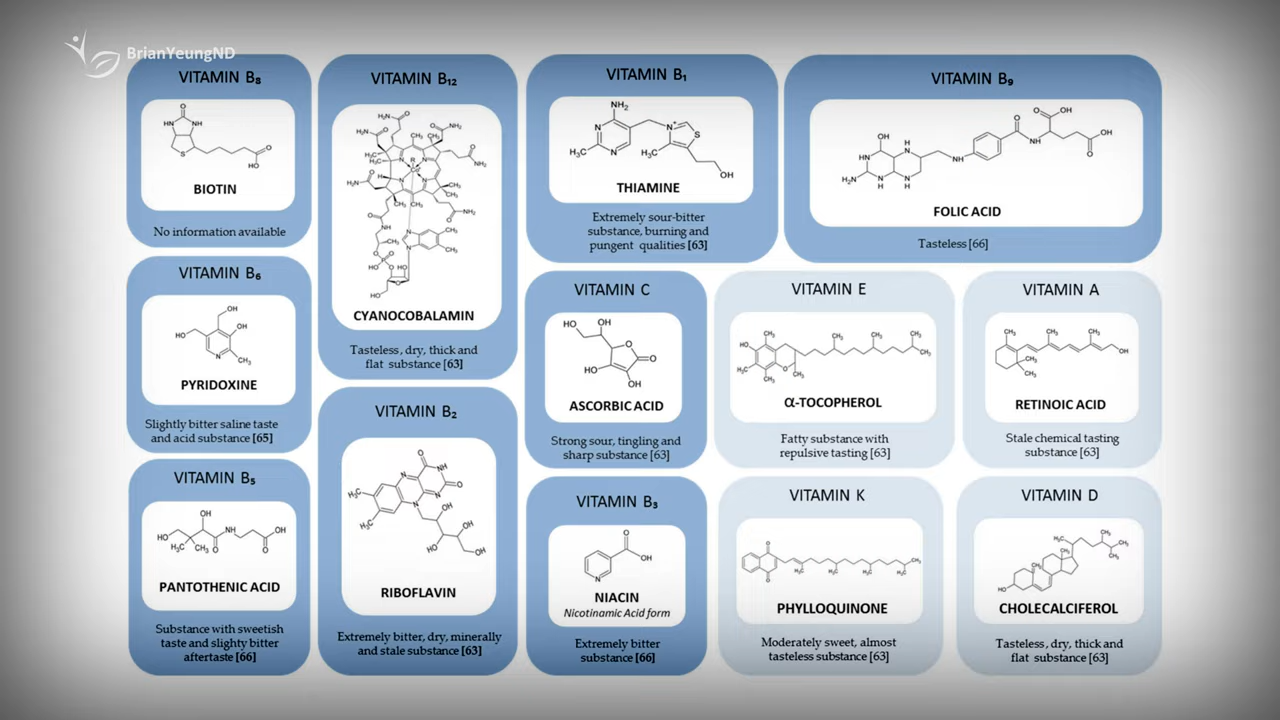 BrianYeungND
VITAMIN B₈
BIOTIN
No information available
VITAMIN B₁₂
CYANOCOBALAMIN
Tasteless, dry, thick and
flat substance [63]
VITAMIN B₁
THIAMINE
Extremely sour-bitter
substance, burning and
pungent qualities [63]
VITAMIN B₉
FOLIC ACID
Tasteless [66]
VITAMIN B₆
PYRIDOXINE
Slightly bitter saline taste
and acid substance [65]
VITAMIN C
ASCORBIC ACID
Strong sour, tingling and
sharp substance [63]
VITAMIN E
α-TOCOPHEROL
Fatty substance with
repulsive tasting [63]
VITAMIN A
RETINOIC ACID
Stale chemical tasting
substance [63]
VITAMIN B₅
PANTOTHENIC ACID
Substance with sweetish
taste and slighty bitter
aftertaste [66]
VITAMIN B₂
RIBOFLAVIN
Extremely bitter, dry, minerally
and stale substance [63]
VITAMIN B₃
NIACIN
Nicotinamic Acid form
Extremely bitter
substance [66]
VITAMIN K
PHYLLOQUINONE
Moderately sweet, almost
tasteless substance [63]
VITAMIN D
CHOLECALCIFEROL
Tasteless, dry, thick and
flat substance [63]